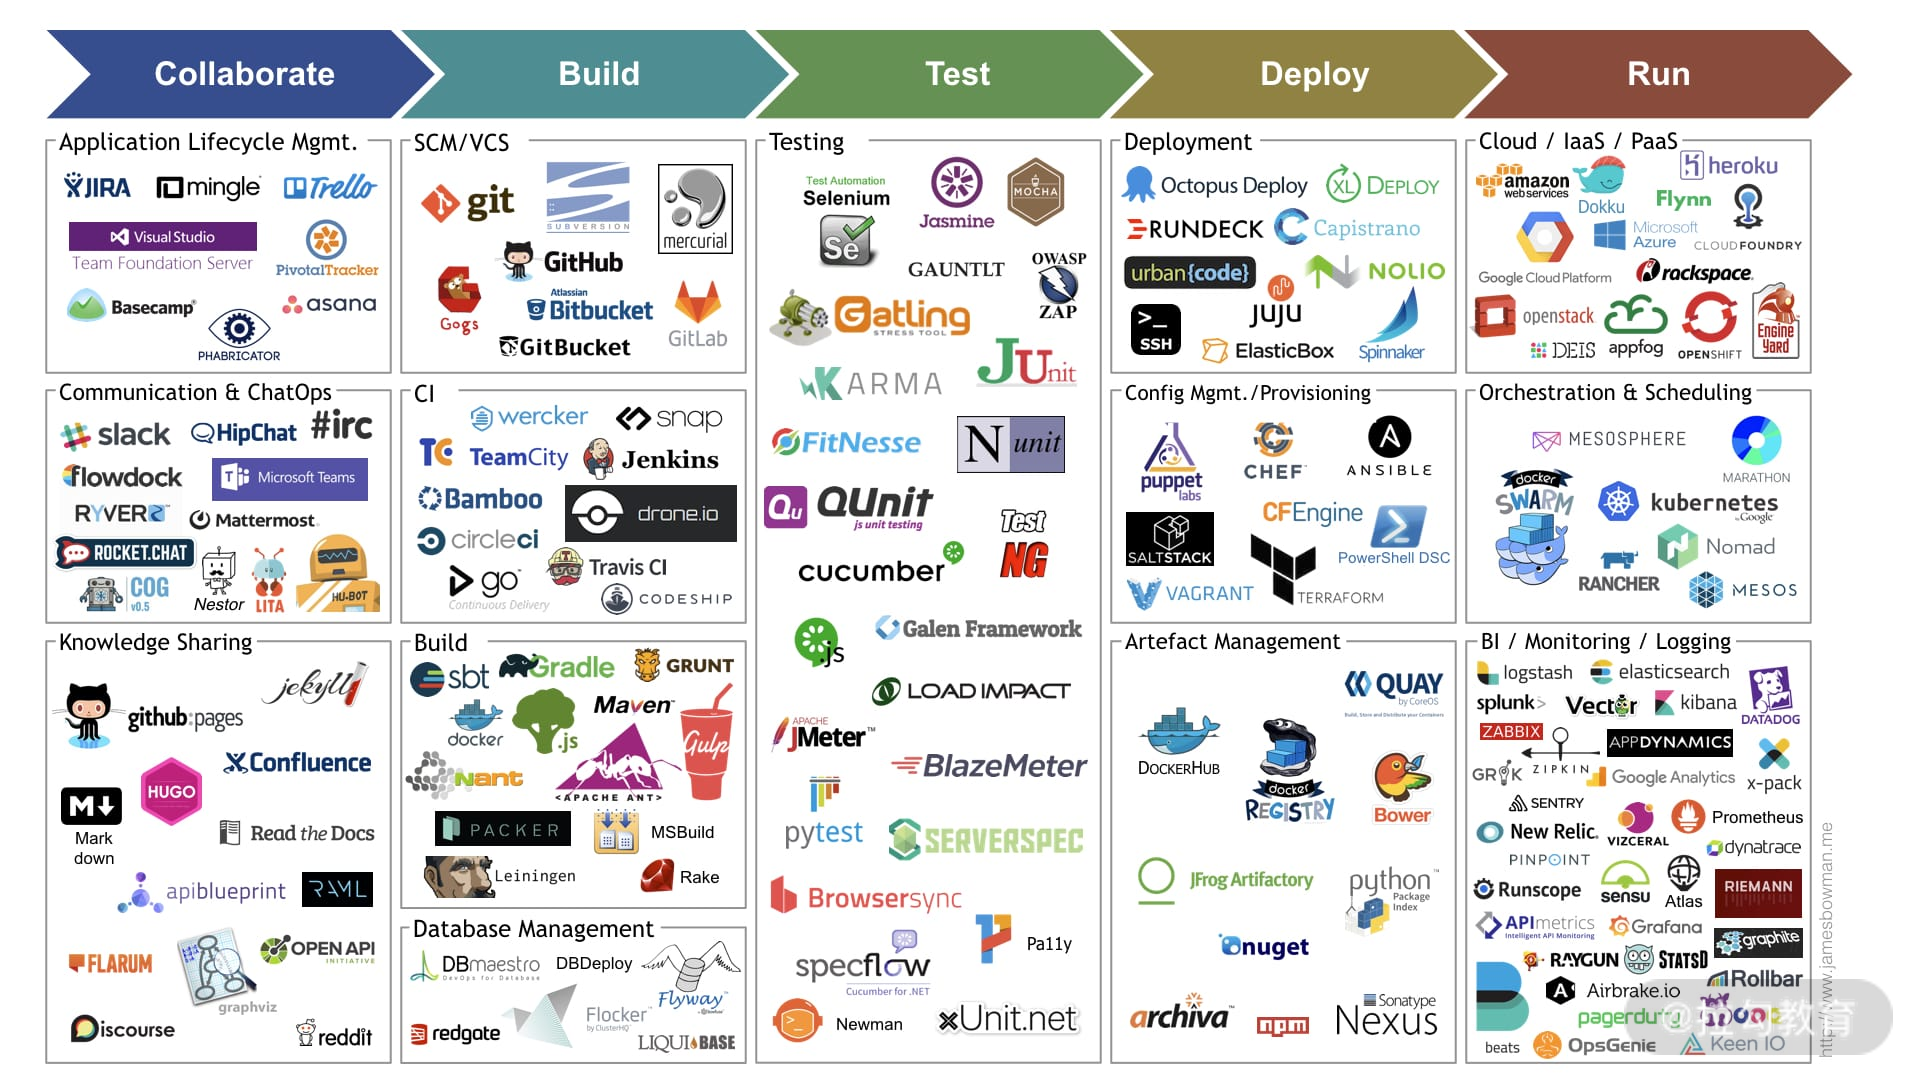 Collaborate
Build
Test
Deploy
Run
Application Lifecycle Mgmt.
JIRA
mingle
Trello
Visual Studio
Team Foundation Server
PivotalTracker
Basecamp
asana
PHABRICATOR
Communication & ChatOps
slack
HipChat
#irc
flowdock
Microsoft Teams
RYVER
Mattermost
ROCKET.CHAT
COG
v0.5
Nestor
LITA
HU-BOT
Knowledge Sharing
jekyll
github:pages
Confluence
HUGO
Mark
down
Read the Docs
apiblueprint
RAML
FLARUM
graphviz
OPEN API
INITIATIVE
Discourse
reddit
SCM/VCS
git
SUBVERSION
mercurial
GitHub
Gogs
Atlassian
Bitbucket
GitLab
GitBucket
CI
wercker
snap
TC TeamCity
Jenkins
Bamboo
drone.io
circleci
go
Continuous Delivery
Travis CI
CODESHIP
Build
sbt
Gradle
GRUNT
docker
.js
Maven™
Gulp
Nant
<APACHE ANT>
PACKER
MSBuild
Leiningen
Rake
Database Management
DBmaestro
DevOps for Database
DBDeploy
Flyway
Flocker
by ClusterHQ
redgate
LIQUIBASE
Testing
Test Automation
Selenium
Se
Jasmine
MOCHA
GAUNTLT
OWASP
ZAP
Gatling
STRESS TOOL
KARMA
JUnit
FitNesse
Nunit
Qu QUnit
js unit testing
Test
NG
cucumber
.js
Galen Framework
LOAD IMPACT
APACHE
JMeter™
BlazeMeter
pytest
SERVERSPEC
Browsersync
Pa11y
specflow
Cucumber for .NET
Newman
xUnit.net
Deployment
Octopus Deploy
XL DEPLOY
RUNDECK
Capistrano
urban{code}
NOLIO
>_
SSH
juju
ElasticBox
Spinnaker
Config Mgmt./Provisioning
puppet
labs
CHEF
ANSIBLE
CFEngine
SALTSTACK
PowerShell DSC
VAGRANT
TERRAFORM
Artefact Management
QUAY
by CoreOS
Build, Store and Distribute your Containers
DOCKERHUB
docker
REGISTRY
Bower
JFrog Artifactory
python™
Package
Index
nuget
archiva™
npm
Sonatype
Nexus
Cloud / IaaS / PaaS
amazon
webservices
Dokku
heroku
Flynn
Microsoft
Azure
CLOUDFOUNDRY
Google Cloud Platform
rackspace.
openstack
DEIS
appfog
OPENSHIFT
Engine
Yard
Orchestration & Scheduling
MESOSPHERE
MARATHON
docker
SWARM
kubernetes
by Google
RANCHER
Nomad
MESOS
BI / Monitoring / Logging
logstash
elasticsearch
splunk>
Vector
kibana
DATADOG
ZABBIX
ZIPKIN
APPDYNAMICS
GROK
Google Analytics
x-pack
SENTRY
New Relic.
VIZCERAL
Prometheus
PINPOINT
dynatrace
Runscope
sensu
Atlas
RIEMANN
APImetrics
Intelligent API Monitoring
Grafana
graphite
RAYGUN
STATSD
Rollbar
Airbrake.io
pagerduty
beats
OpsGenie
Keen IO
http://www.jamesbowman.me
@拉勾教育